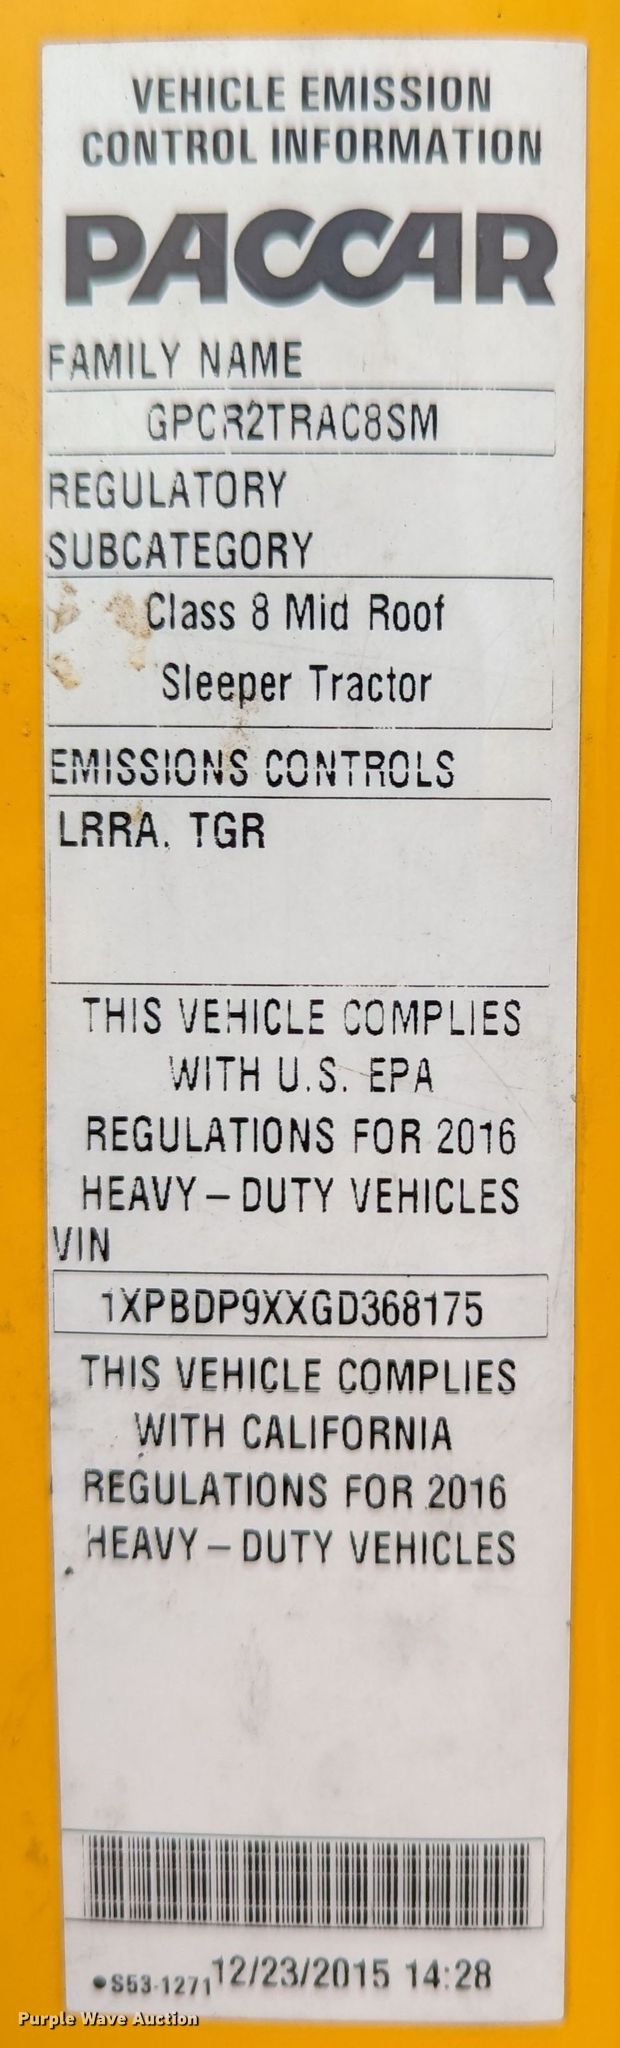 VEHICLE EMISSION
CONTROL INFORMATION
PACCAR
FAMILY NAME
GPCR2TRAC8SM
REGULATORY
SUBCATEGORY
Class 8 Mid Roof
Sleeper Tractor
EMISSIONS CONTROLS
LRRA. TGR
THIS VEHICLE COMPLIES
WITH U.S. EPA
REGULATIONS FOR 2016
HEAVY – DUTY VEHICLES
VIN
1XPBDP9XXGD368175
THIS VEHICLE COMPLIES
WITH CALIFORNIA
REGULATIONS FOR 2016
HEAVY – DUTY VEHICLES
•S53-1271 12/23/2015 14:28
Purple Wave Auction